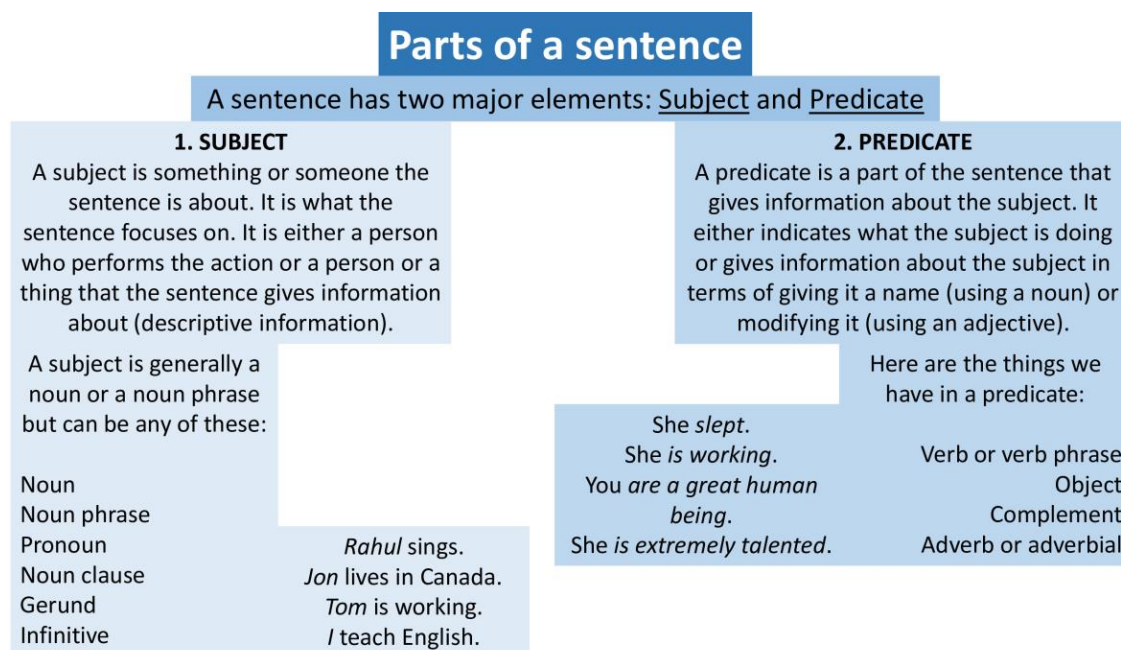 Parts of a sentence
A sentence has two major elements: Subject and Predicate
1. SUBJECT
A subject is something or someone the
sentence is about. It is what the
sentence focuses on. It is either a person
who performs the action or a person or a
thing that the sentence gives information
about (descriptive information).
A subject is generally a
noun or a noun phrase
but can be any of these:
Noun
Noun phrase
Pronoun
Noun clause
Gerund
Infinitive
Rahul sings.
Jon lives in Canada.
Tom is working.
I teach English.
2. PREDICATE
A predicate is a part of the sentence that
gives information about the subject. It
either indicates what the subject is doing
or gives information about the subject in
terms of giving it a name (using a noun) or
modifying it (using an adjective).
Here are the things we
have in a predicate:
Verb or verb phrase
Object
Complement
Adverb or adverbial
She slept.
She is working.
You are a great human
being.
She is extremely talented.